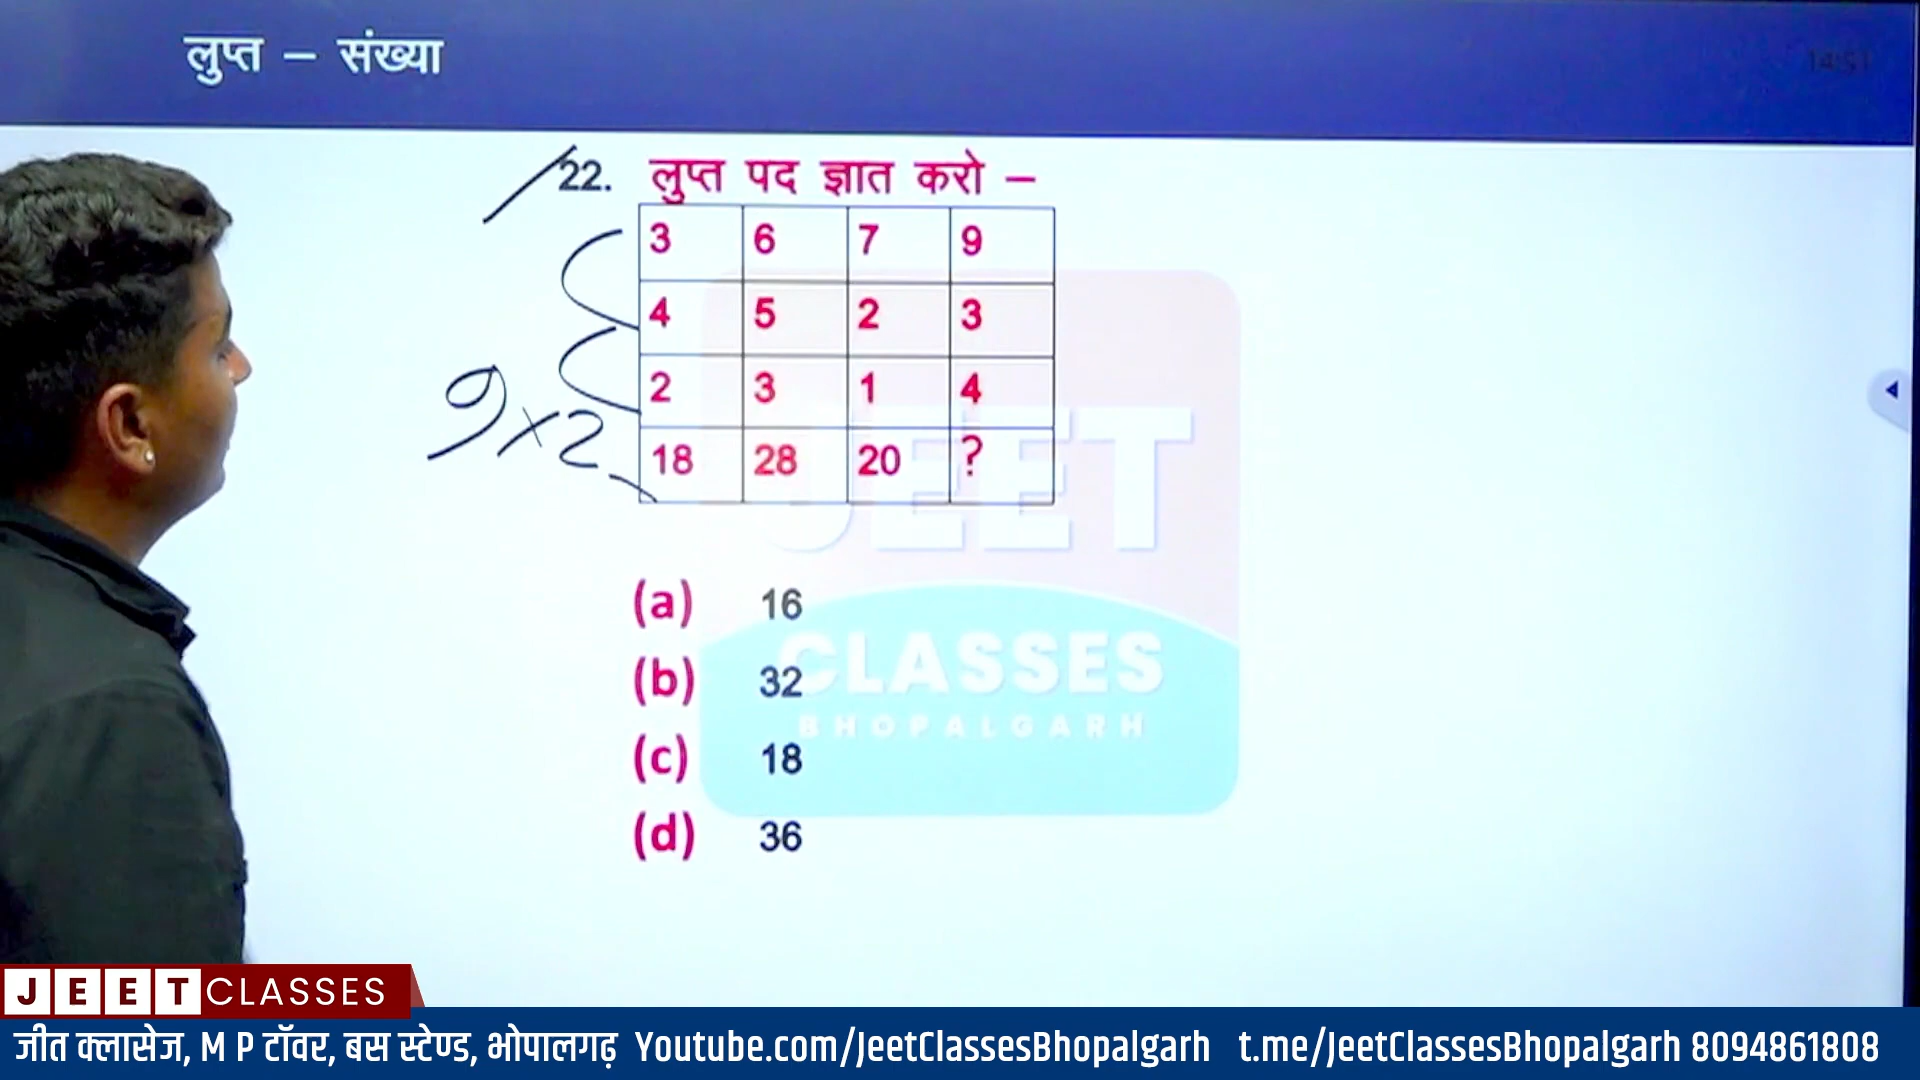 लुप्त – संख्या
14:51
22. लुप्त पद ज्ञात करो –
3 6 7 9
4 5 2 3
2 3 1 4
18 28 20 ?
9×2
(a) 16
(b) 32
(c) 18
(d) 36
JEET
CLASSES
BHOPALGARH
JEET CLASSES
जीत क्लासेज, M P टॉवर, बस स्टेण्ड, भोपालगढ़ Youtube.com/JeetClassesBhopalgarh t.me/JeetClassesBhopalgarh 8094861808